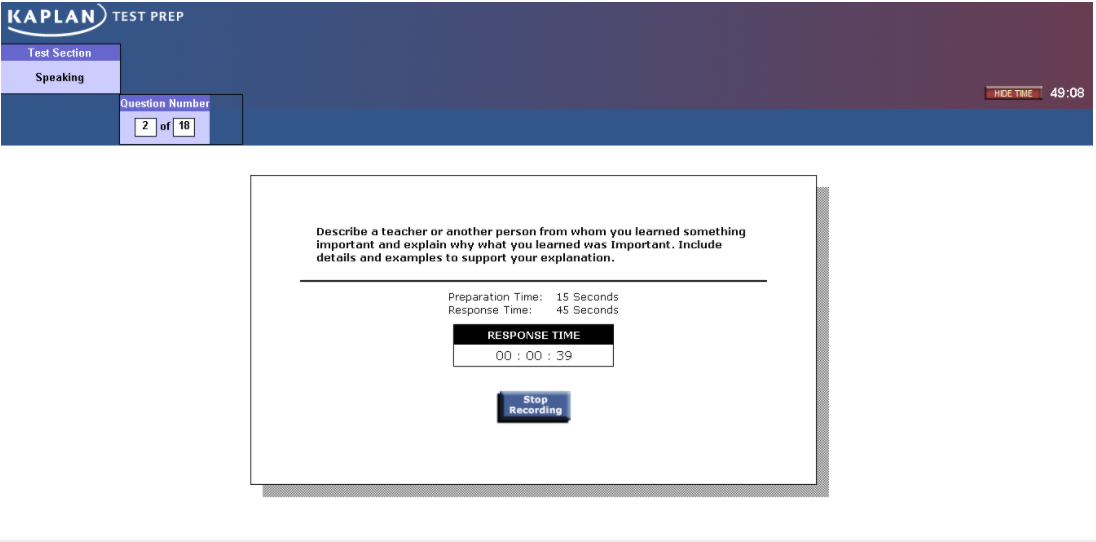 KAPLAN TEST PREP
Test Section
Speaking
HIDE TIME 49:08
Question Number
2 of 18
Describe a teacher or another person from whom you learned something
important and explain why what you learned was Important. Include
details and examples to support your explanation.
Preparation Time: 15 Seconds
Response Time: 45 Seconds
RESPONSE TIME
00 : 00 : 39
Stop
Recording